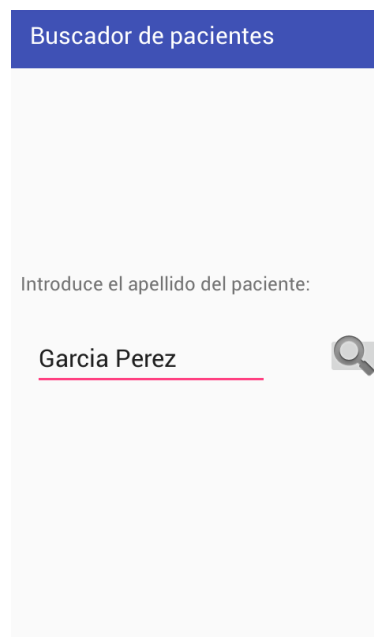 Buscador de pacientes
Introduce el apellido del paciente:
Garcia Perez